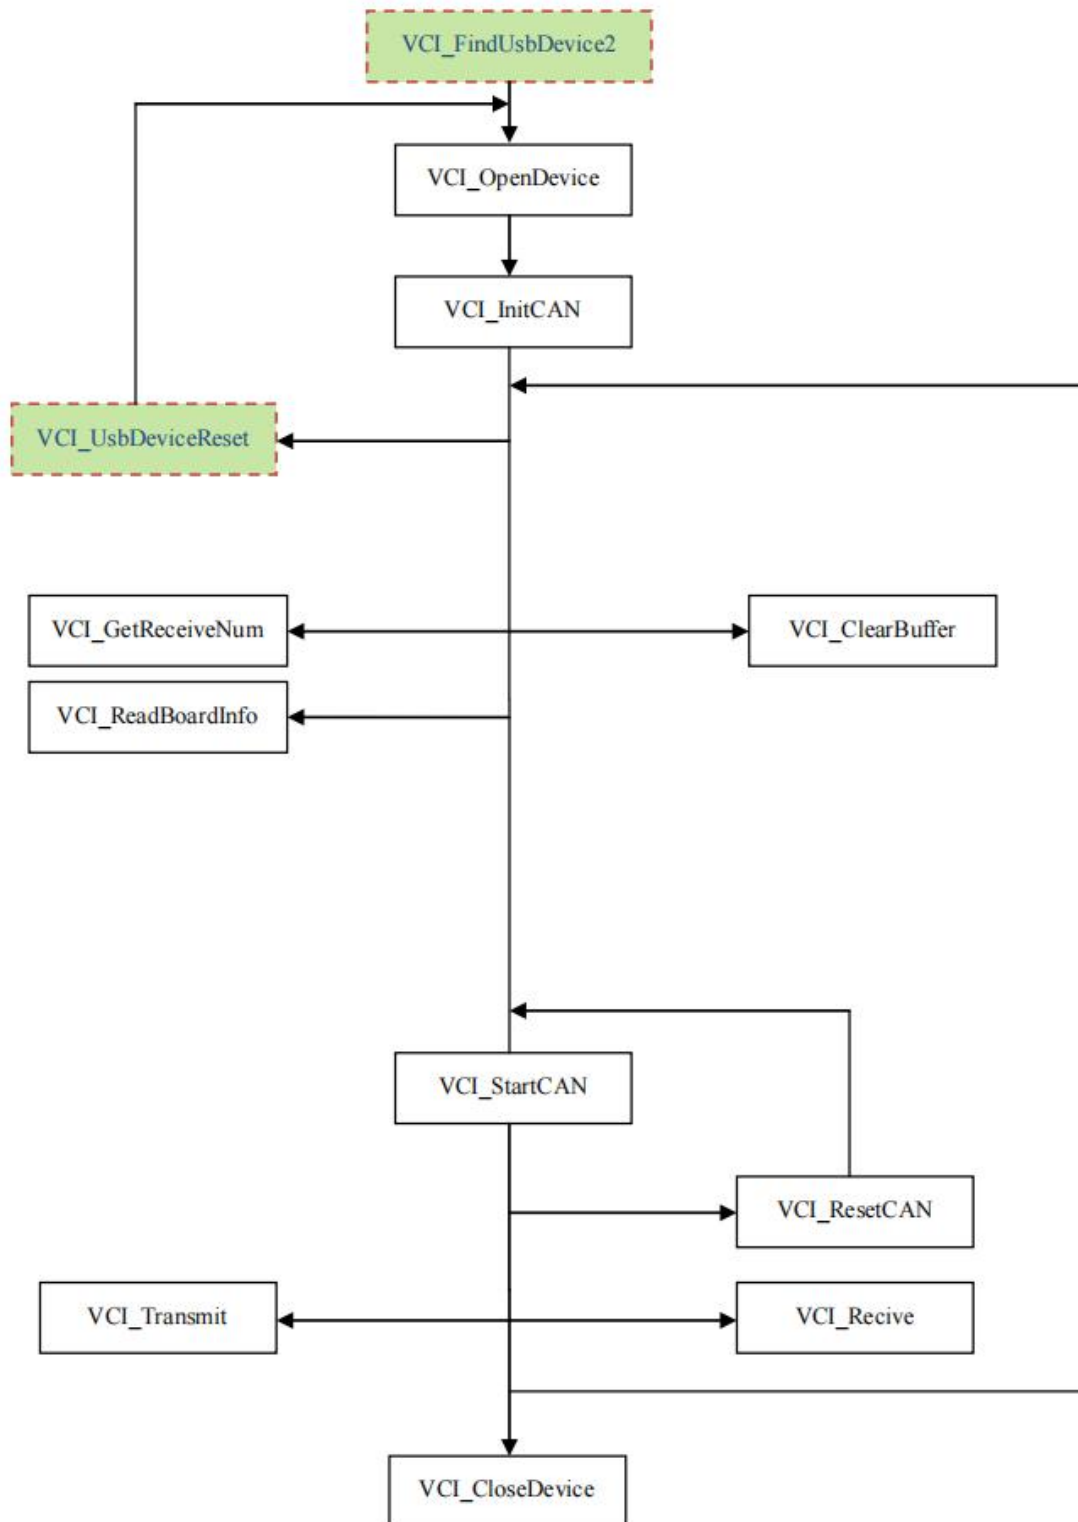 VCI_FindUsbDevice2
VCI_OpenDevice
VCI_InitCAN
VCI_UsbDeviceReset
VCI_GetReceiveNum
VCI_ClearBuffer
VCI_ReadBoardInfo
VCI_StartCAN
VCI_ResetCAN
VCI_Transmit
VCI_Recive
VCI_CloseDevice